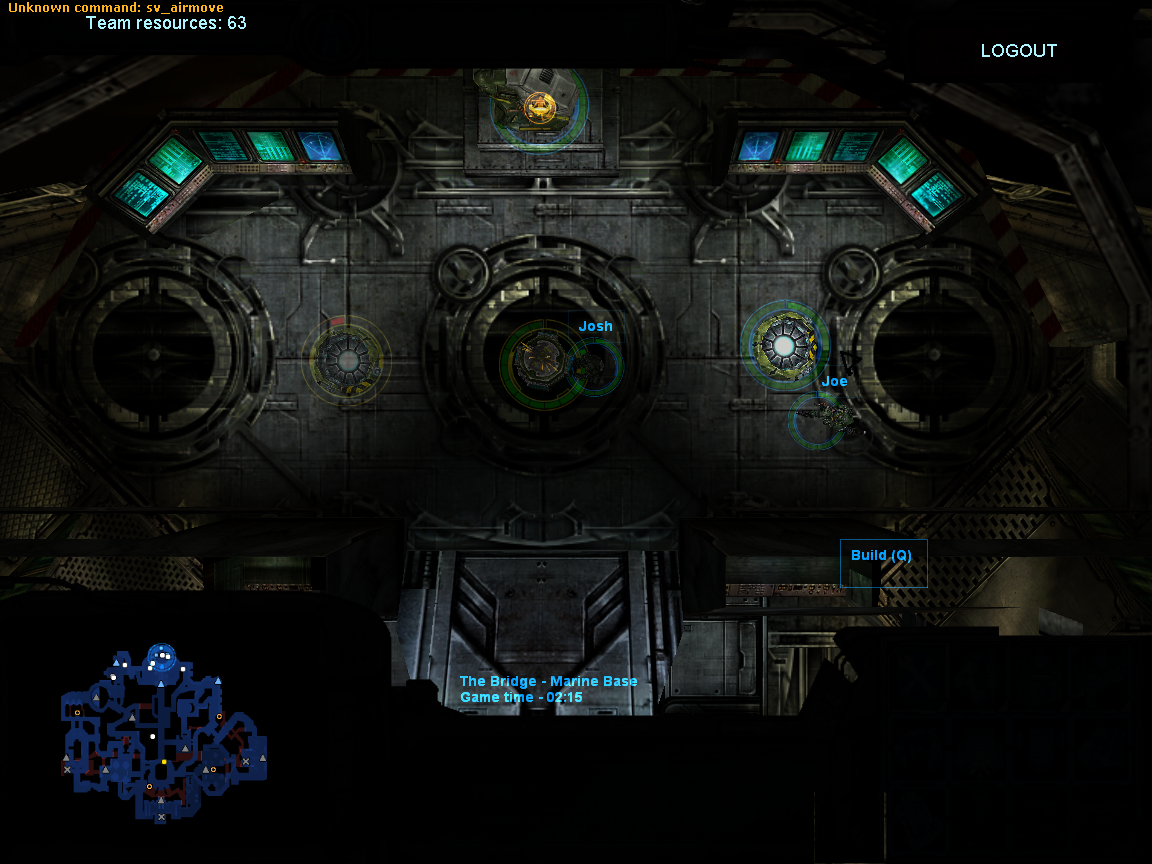 Unknown command: sv_airmove
Team resources: 63
LOGOUT
Josh
Joe
Build (Q)
The Bridge - Marine Base
Game time - 02:15